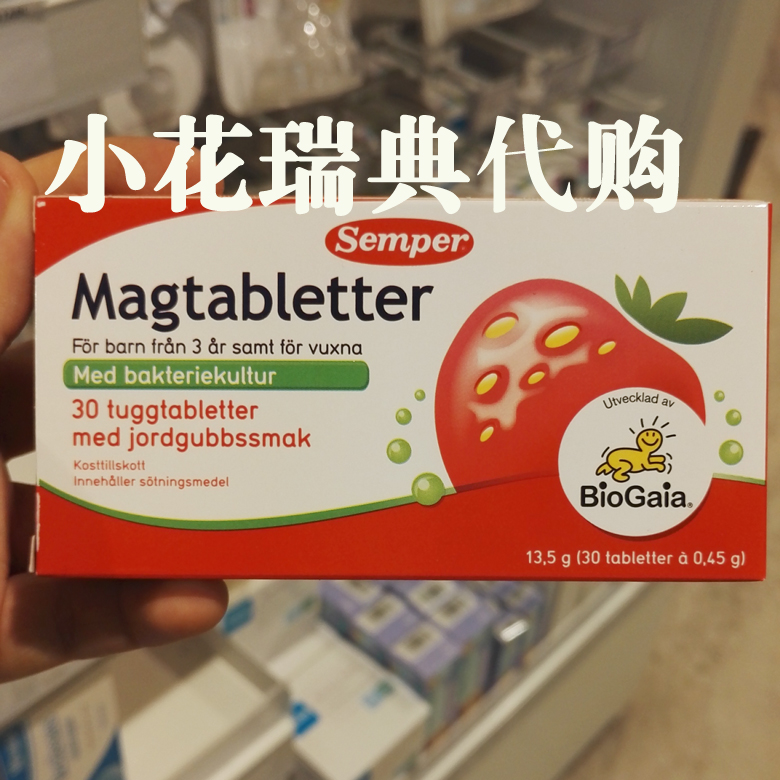 小花瑞典代购
Semper
Magtabletter
För barn från 3 år samt för vuxna
Med bakteriekultur
30 tuggtabletter
med jordgubbssmak
Kosttillskott
Innehåller sötningsmedel
Utvecklad av
BioGaia
13,5 g (30 tabletter à 0,45 g)